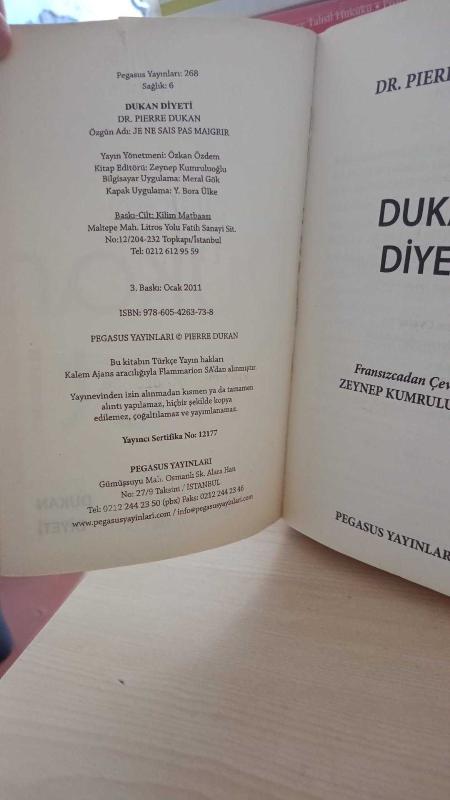 Pegasus Yayınları: 268
Sağlık: 6
DUKAN DİYETİ
DR. PIERRE DUKAN
Özgün Adı: JE NE SAIS PAS MAIGRIR
Yayın Yönetmeni: Özkan Özdem
Kitap Editörü: Zeynep Kumruluoğlu
Bilgisayar Uygulama: Meral Gök
Kapak Uygulama: Y. Bora Ülke
Baskı-Cilt: Kilim Matbaası
Maltepe Mah. Litros Yolu Fatih Sanayi Sit.
No:12/204-232 Topkapı/İstanbul
Tel: 0212 612 95 59
3. Baskı: Ocak 2011
ISBN: 978-605-4263-73-8
PEGASUS YAYINLARI © PIERRE DUKAN
Bu kitabın Türkçe Yayın hakları
Kalem Ajans aracılığıyla Flammarion SA'dan alınmıştır.
Yayınevinden izin alınmadan kısmen ya da tamamen
alıntı yapılamaz, hiçbir şekilde kopya
edilemez, çoğaltılamaz ve yayımlanamaz.
Yayıncı Sertifika No: 12177
PEGASUS YAYINLARI
Gümüşsuyu Mah. Osmanlı Sk. Alara Han
No: 27/9 Taksim / İSTANBUL
Tel: 0212 244 23 50 (pbx) Faks: 0212 244 23 46
www.pegasusyayinlari.com / info@pegasusyayinlari.com
DR. PIERR
DUKA
DİYE
Fransızcadan Çev
ZEYNEP KUMRULU
PEGASUS YAYINLARI
Tahsil Hukuku